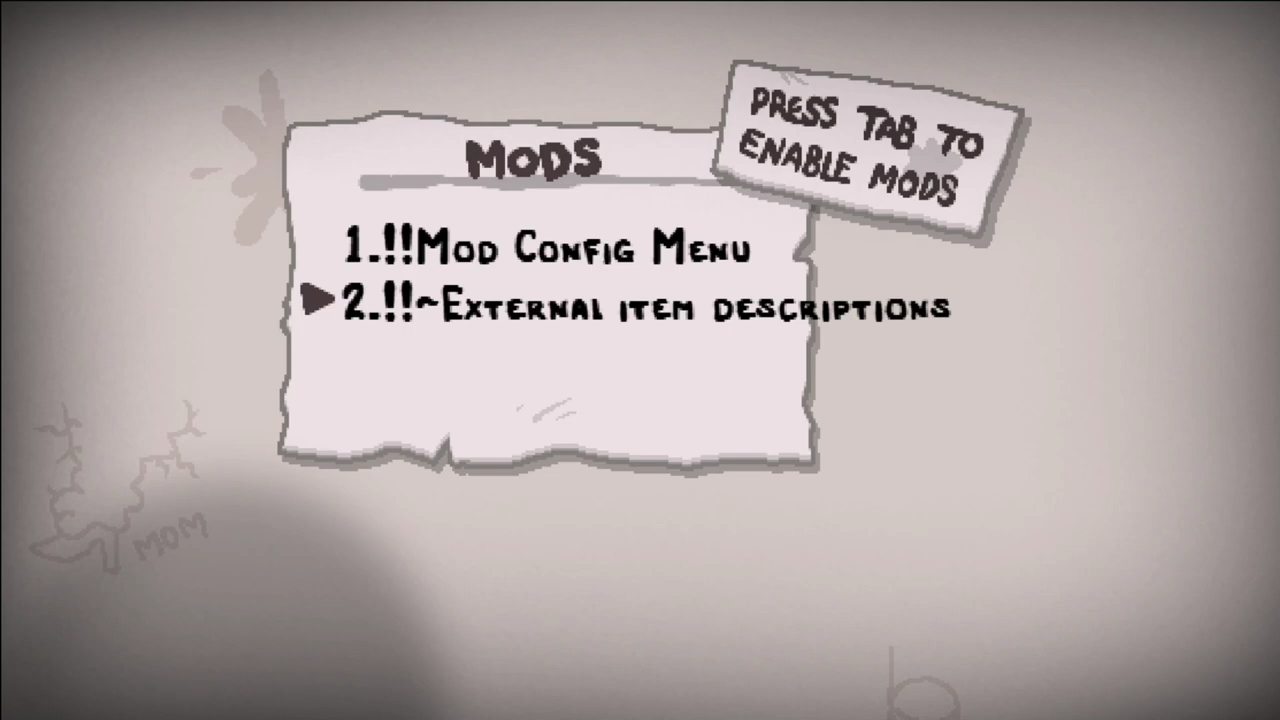 MODS
PRESS TAB TO
ENABLE MODS
1.!!MOD CONFIG MENU
2.!!~EXTERNAL ITEM DESCRIPTIONS
MOM